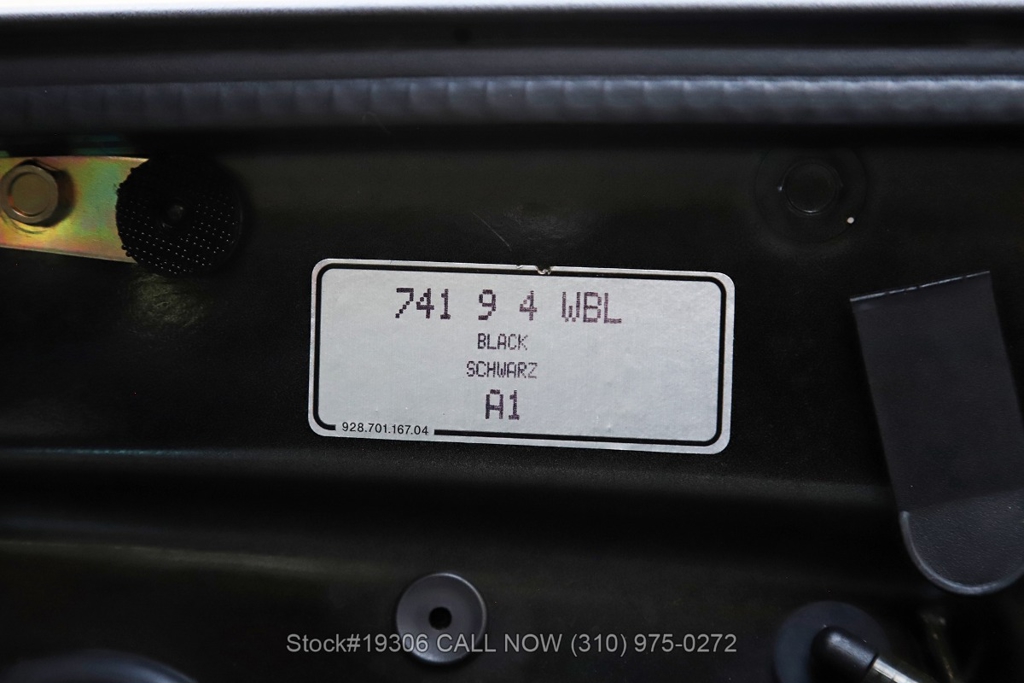 741 9 4 WBL
BLACK
SCHWARZ
A1
928.701.167.04
Stock#19306 CALL NOW (310) 975-0272